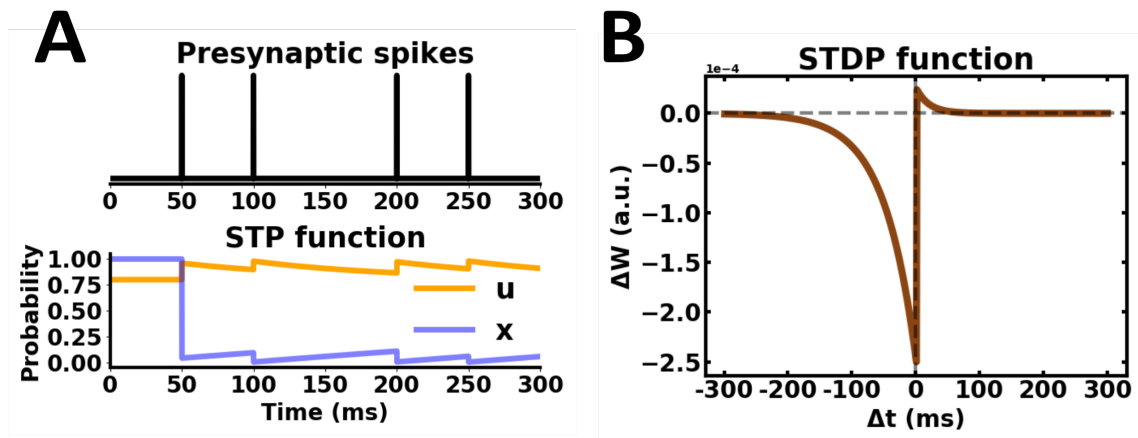 A
Presynaptic spikes
0 50 100 150 200 250 300
STP function
Probability
1.00
0.75
0.50
0.25
0.00
u
x
0 50 100 150 200 250 300
Time (ms)
B
STDP function
1e-4
ΔW (a.u.)
0.0
−0.5
−1.0
−1.5
−2.0
−2.5
-300 -200 -100 0 100 200 300
Δt (ms)